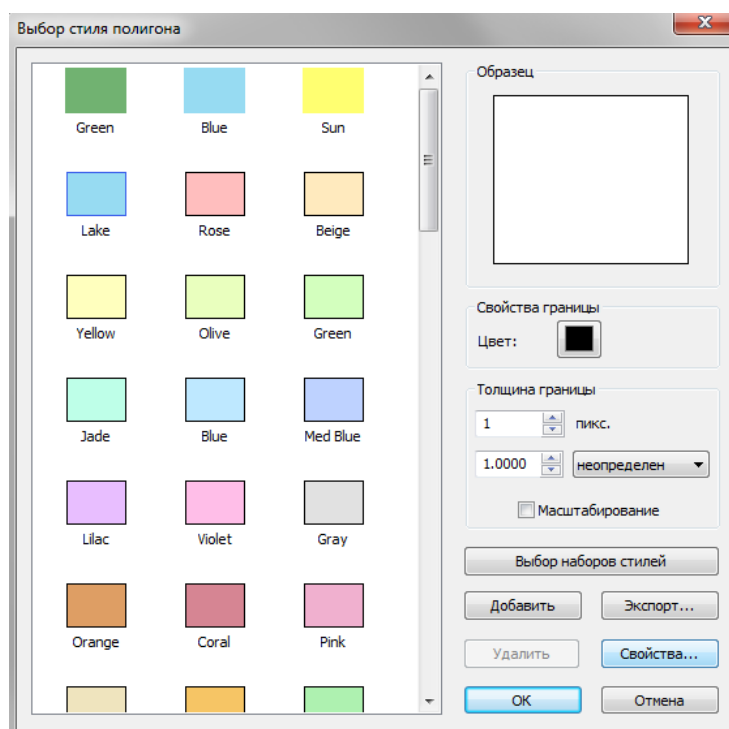 Выбор стиля полигона
Green Blue Sun
Lake Rose Beige
Yellow Olive Green
Jade Blue Med Blue
Lilac Violet Gray
Orange Coral Pink
Образец
Свойства границы
Цвет:
Толщина границы
1 пикс.
1.0000 неопределен
Масштабирование
Выбор наборов стилей
Добавить Экспорт...
Удалить Свойства...
OK Отмена